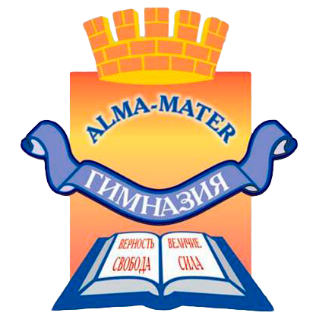 ALMA-MATER
ГИМНАЗИЯ
ВЕРНОСТЬ
СВОБОДА
ВЕЛИЧИЕ
СИЛА